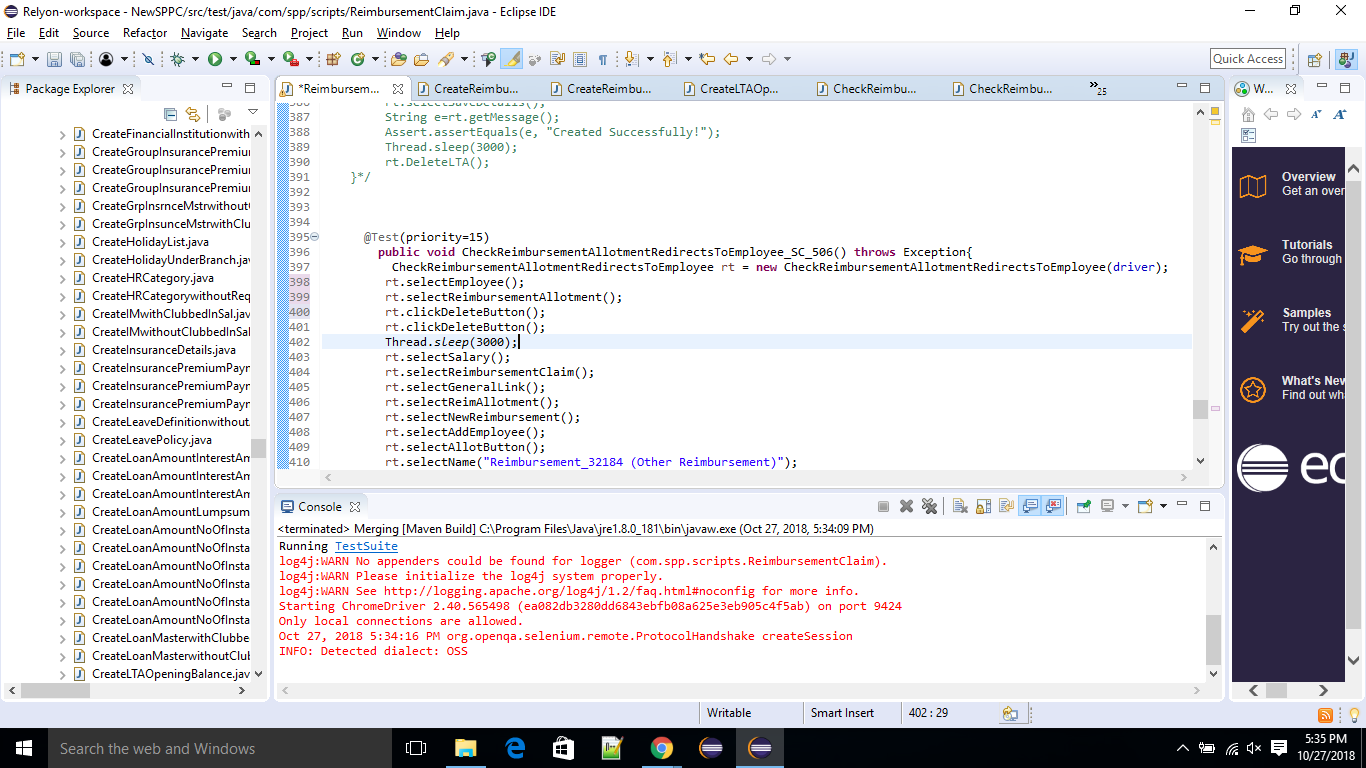 Relyon-workspace - NewSPPC/src/test/java/com/spp/scripts/ReimbursementClaim.java - Eclipse IDE
File Edit Source Refactor Navigate Search Project Run Window Help
Quick Access
Package Explorer
CreateFinancialInstitutionwith
CreateGroupInsurancePremiu
CreateGroupInsurancePremiu
CreateGroupInsurancePremiu
CreateGrpInsrnceMstrwithout
CreateGrpInsunceMstrwithClu
CreateHolidayList.java
CreateHolidayUnderBranch.jav
CreateHRCategory.java
CreateHRCategorywithoutReq
CreateIMwithClubbedInSal.jav
CreateIMwithoutClubbedInSal
CreateInsuranceDetails.java
CreateInsurancePremiumPayn
CreateInsurancePremiumPayn
CreateInsurancePremiumPayn
CreateLeaveDefinitionwithout
CreateLeavePolicy.java
CreateLoanAmountInterestAm
CreateLoanAmountInterestAm
CreateLoanAmountInterestAm
CreateLoanAmountLumpsum
CreateLoanAmountNoOfInsta
CreateLoanAmountNoOfInsta
CreateLoanAmountNoOfInsta
CreateLoanAmountNoOfInsta
CreateLoanAmountNoOfInsta
CreateLoanAmountNoOfInsta
CreateLoanMasterwithClubbe
CreateLoanMasterwithoutClub
CreateLTAOpeningBalance.jav
*Reimbursem... CreateReimbu... CreateReimbu... CreateLTAOp... CheckReimbu... CheckReimbu... »25
386 rt.selectSaveDetails();
387 String e=rt.getMessage();
388 Assert.assertEquals(e, "Created Successfully!");
389 Thread.sleep(3000);
390 rt.DeleteLTA();
391 }*/
392
393
394
395 @Test(priority=15)
396 public void CheckReimbursementAllotmentRedirectsToEmployee_SC_506() throws Exception{
397 CheckReimbursementAllotmentRedirectsToEmployee rt = new CheckReimbursementAllotmentRedirectsToEmployee(driver);
398 rt.selectEmployee();
399 rt.selectReimbursementAllotment();
400 rt.clickDeleteButton();
401 rt.clickDeleteButton();
402 Thread.sleep(3000);
403 rt.selectSalary();
404 rt.selectReimbursementClaim();
405 rt.selectGeneralLink();
406 rt.selectReimAllotment();
407 rt.selectNewReimbursement();
408 rt.selectAddEmployee();
409 rt.selectAllotButton();
410 rt.selectName("Reimbursement_32184 (Other Reimbursement)");
W...
Overview
Get an over
Tutorials
Go through
Samples
Try out the s
What's New
Find out wha
ec
Console
<terminated> Merging [Maven Build] C:\Program Files\Java\jre1.8.0_181\bin\javaw.exe (Oct 27, 2018, 5:34:09 PM)
Running TestSuite
log4j:WARN No appenders could be found for logger (com.spp.scripts.ReimbursementClaim).
log4j:WARN Please initialize the log4j system properly.
log4j:WARN See http://logging.apache.org/log4j/1.2/faq.html#noconfig for more info.
Starting ChromeDriver 2.40.565498 (ea082db3280dd6843ebfb08a625e3eb905c4f5ab) on port 9424
Only local connections are allowed.
Oct 27, 2018 5:34:16 PM org.openqa.selenium.remote.ProtocolHandshake createSession
INFO: Detected dialect: OSS
Writable Smart Insert 402 : 29
Search the web and Windows
5:35 PM
10/27/2018